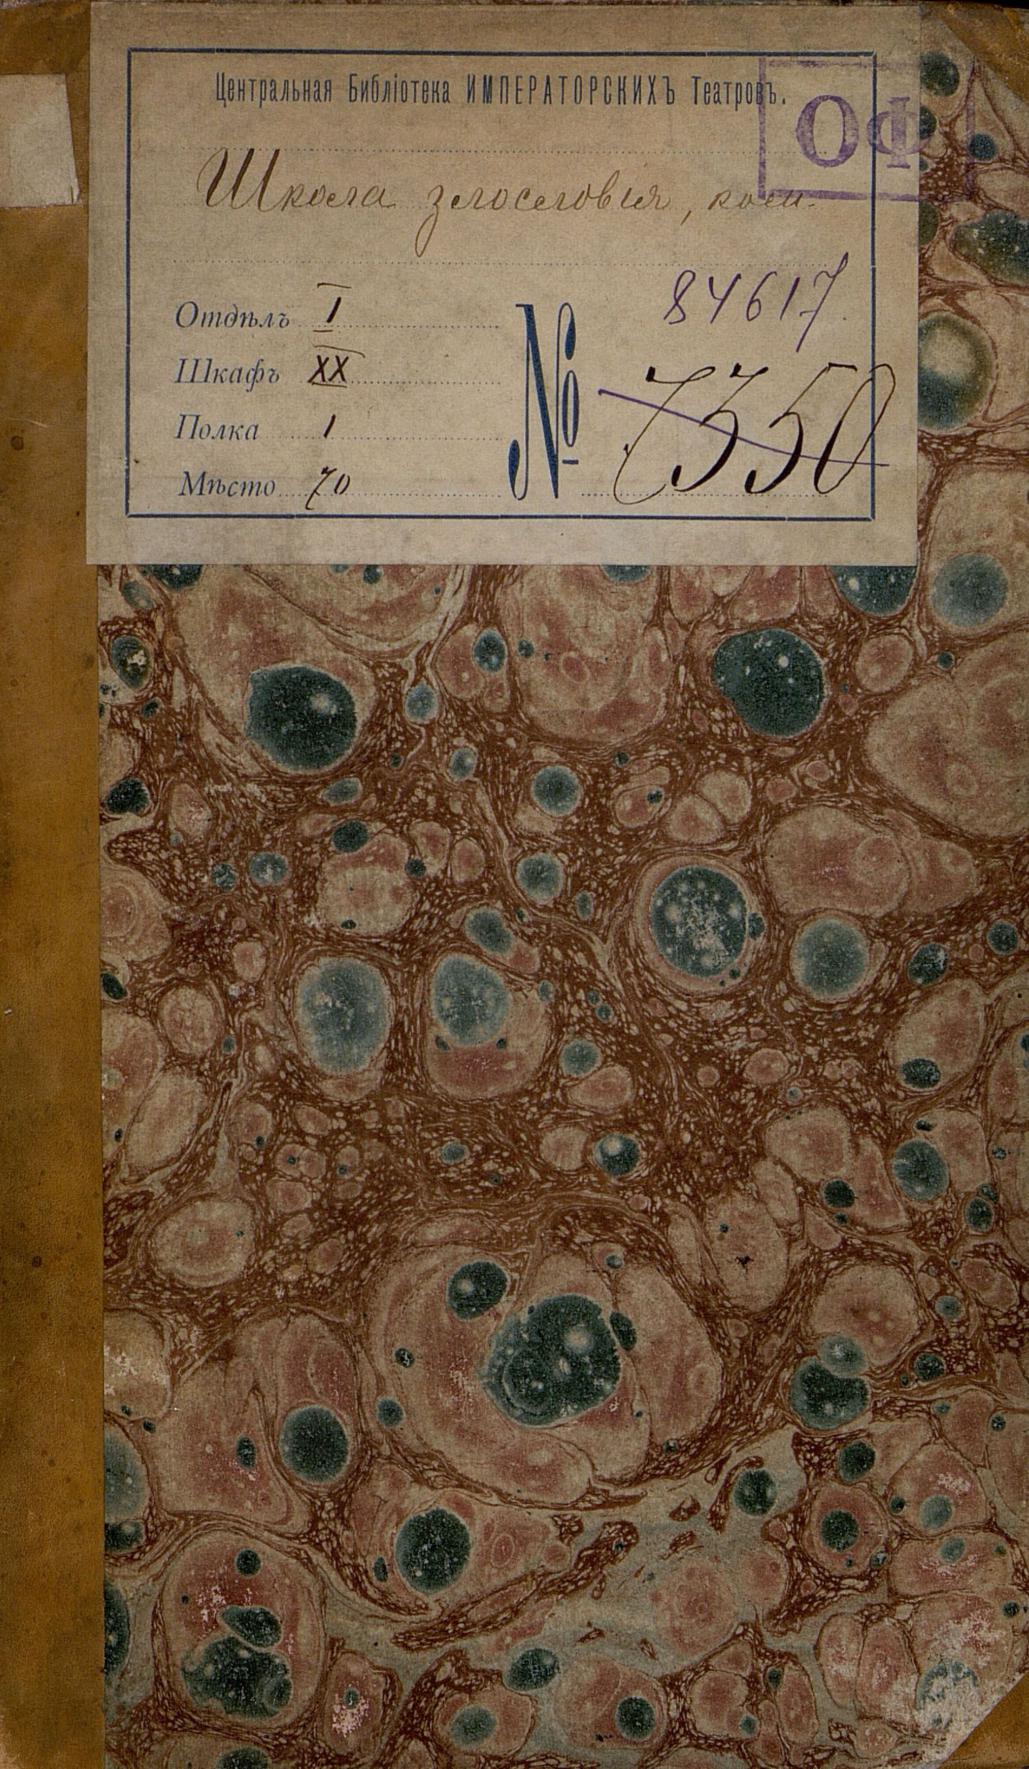 Центральная Библіотека ИМПЕРАТОРСКИХЪ Театровъ.
ОФ
Школа злословія, ком.
84617.
Отдѣлъ I
Шкафъ XX
Полка 1
Мѣсто 70
№ 7350